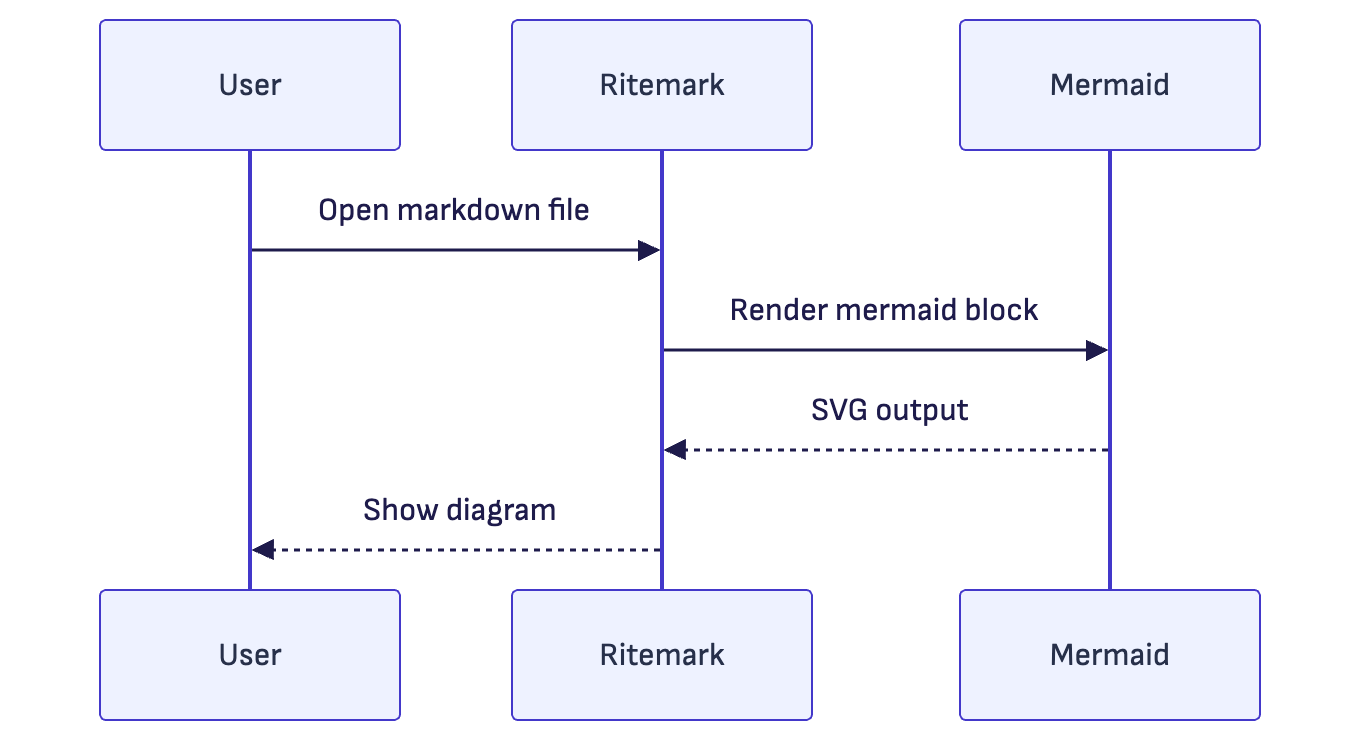 User
Ritemark
Mermaid
Open markdown file
Render mermaid block
SVG output
Show diagram
User
Ritemark
Mermaid